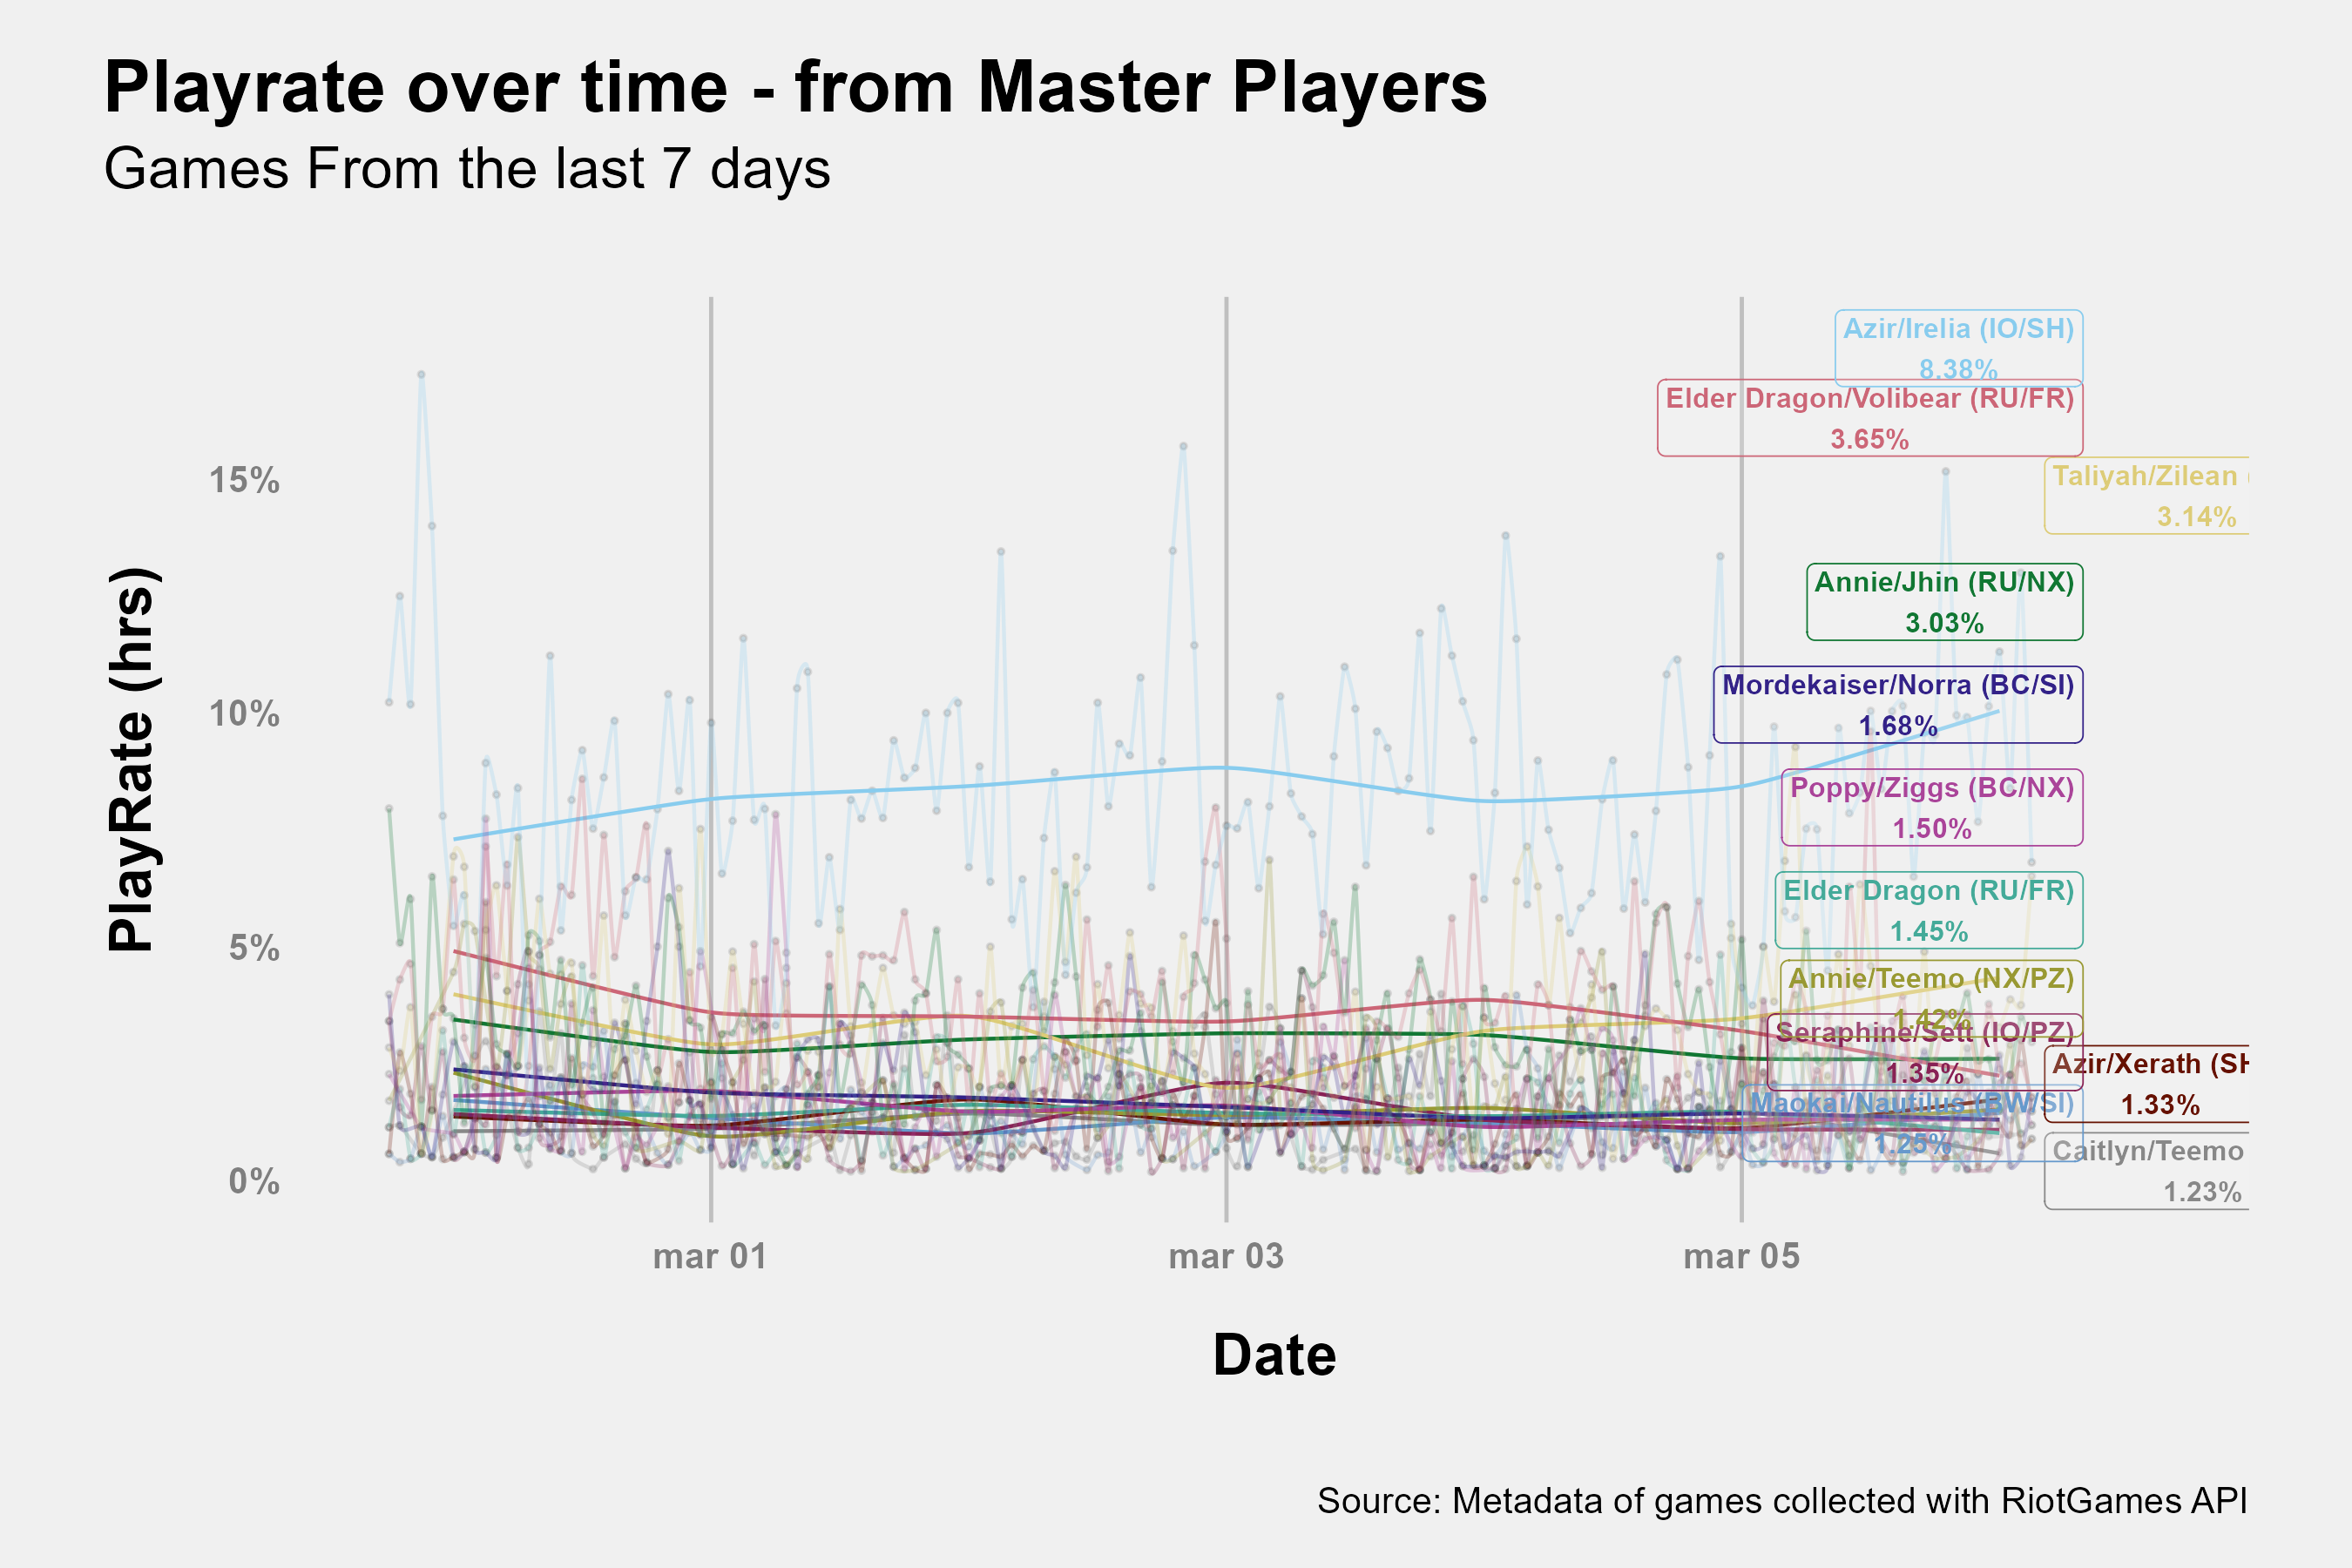 Playrate over time - from Master Players
Games From the last 7 days
Azir/Irelia (IO/SH)
8.38%
Elder Dragon/Volibear (RU/FR)
3.65%
Taliyah/Zilean (
3.14%
Annie/Jhin (RU/NX)
3.03%
Mordekaiser/Norra (BC/SI)
1.68%
Poppy/Ziggs (BC/NX)
1.50%
Elder Dragon (RU/FR)
1.45%
Annie/Teemo (NX/PZ)
1.42%
Seraphine/Sett (IO/PZ)
1.35%
Azir/Xerath (SH
1.33%
Maokai/Nautilus (BW/SI)
1.25%
Caitlyn/Teemo
1.23%
PlayRate (hrs)
15%
10%
5%
0%
mar 01
mar 03
mar 05
Date
Source: Metadata of games collected with RiotGames API